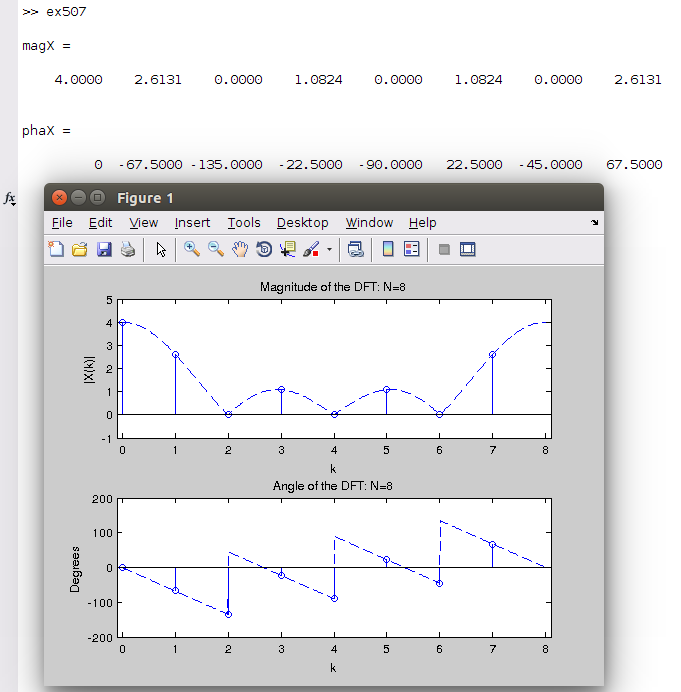 >> ex507
magX =
4.0000 2.6131 0.0000 1.0824 0.0000 1.0824 0.0000 2.6131
phaX =
0 -67.5000 -135.0000 -22.5000 -90.0000 22.5000 -45.0000 67.5000
fx
Figure 1
File Edit View Insert Tools Desktop Window Help
Magnitude of the DFT: N=8
5
4
3
2
1
0
-1
|X(k)|
0 1 2 3 4 5 6 7 8
k
Angle of the DFT: N=8
200
100
0
-100
-200
Degrees
0 1 2 3 4 5 6 7 8
k